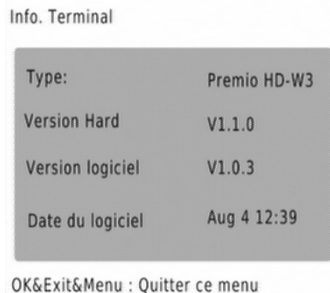 Info. Terminal
Type: Premio HD-W3
Version Hard V1.1.0
Version logiciel V1.0.3
Date du logiciel Aug 4 12:39
OK&Exit&Menu : Quitter ce menu